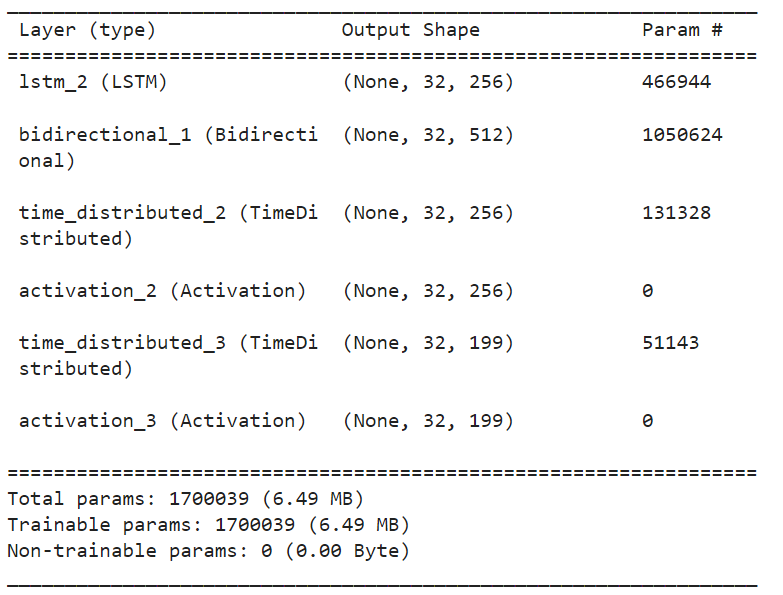 Layer (type) Output Shape Param #
lstm_2 (LSTM) (None, 32, 256) 466944
bidirectional_1 (Bidirecti (None, 32, 512) 1050624
onal)
time_distributed_2 (TimeDi (None, 32, 256) 131328
stributed)
activation_2 (Activation) (None, 32, 256) 0
time_distributed_3 (TimeDi (None, 32, 199) 51143
stributed)
activation_3 (Activation) (None, 32, 199) 0
Total params: 1700039 (6.49 MB)
Trainable params: 1700039 (6.49 MB)
Non-trainable params: 0 (0.00 Byte)